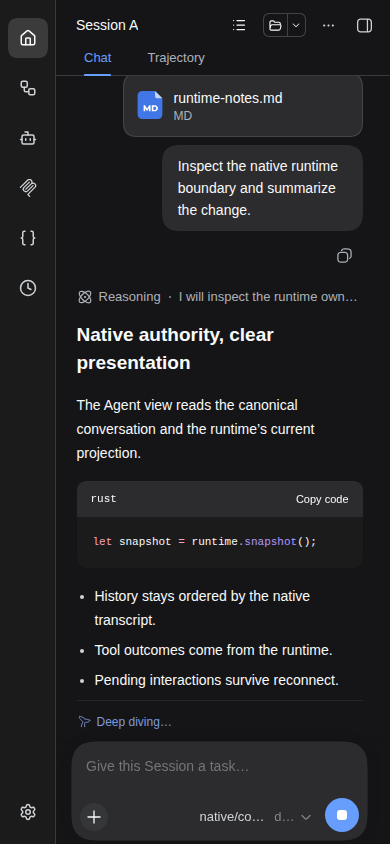 Session A
Chat
Trajectory
runtime-notes.md
MD
MD
Inspect the native runtime
boundary and summarize
the change.
Reasoning · I will inspect the runtime own…
Native authority, clear
presentation
The Agent view reads the canonical
conversation and the runtime’s current
projection.
rust
Copy code
let snapshot = runtime.snapshot();
• History stays ordered by the native
transcript.
• Tool outcomes come from the runtime.
• Pending interactions survive reconnect.
Deep diving…
Give this Session a task…
native/co… d…